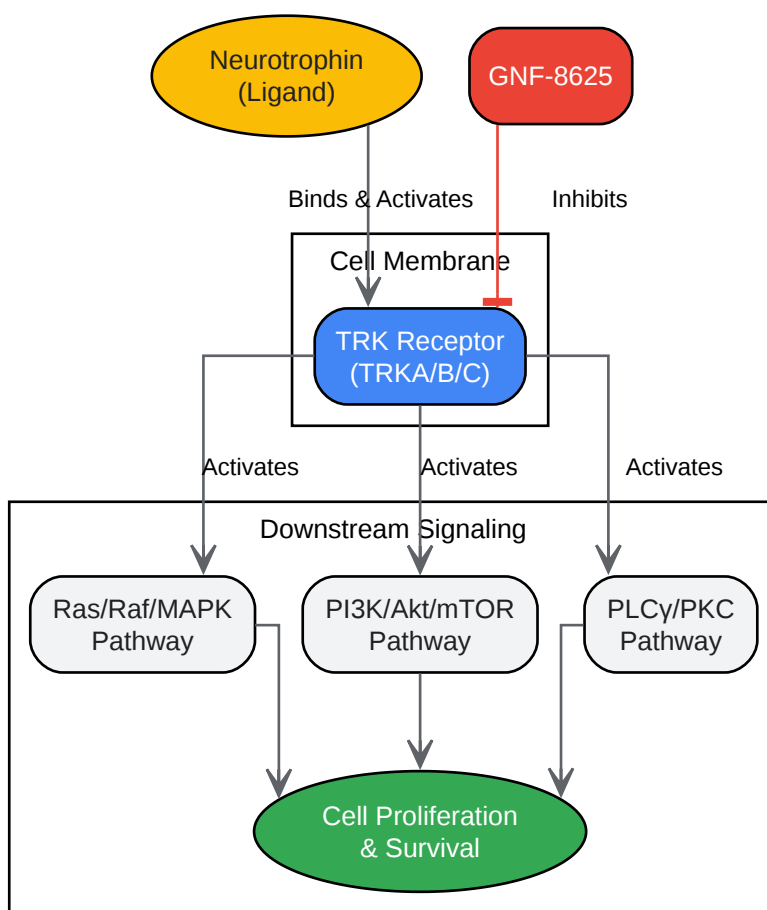 Neurotrophin
(Ligand)
GNF-8625
Binds & Activates
Inhibits
Cell Membrane
TRK Receptor
(TRKA/B/C)
Activates
Activates
Activates
Downstream Signaling
Ras/Raf/MAPK
Pathway
PI3K/Akt/mTOR
Pathway
PLCγ/PKC
Pathway
Cell Proliferation
& Survival